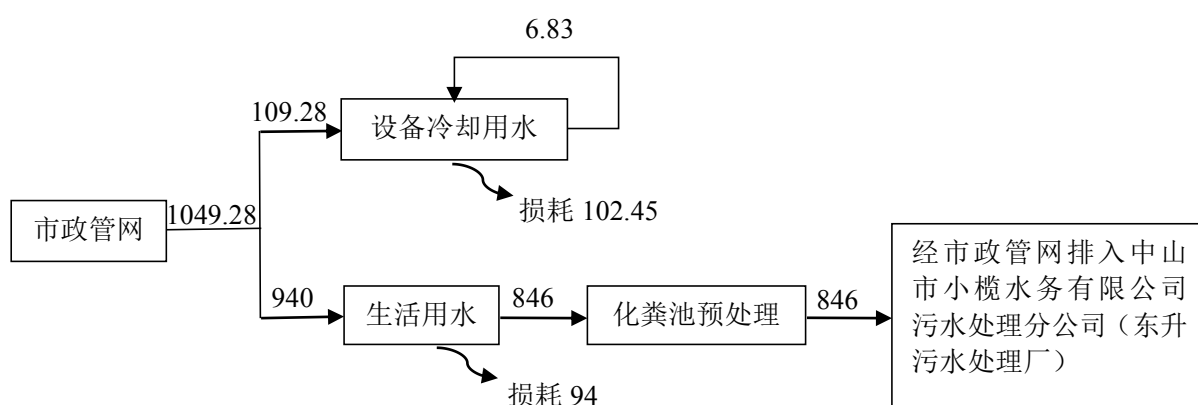 6.83
109.28
设备冷却用水
损耗 102.45
市政管网
1049.28
940
生活用水
846
化粪池预处理
846
经市政管网排入中山
市小榄水务有限公司
污水处理分公司（东升
污水处理厂）
损耗 94